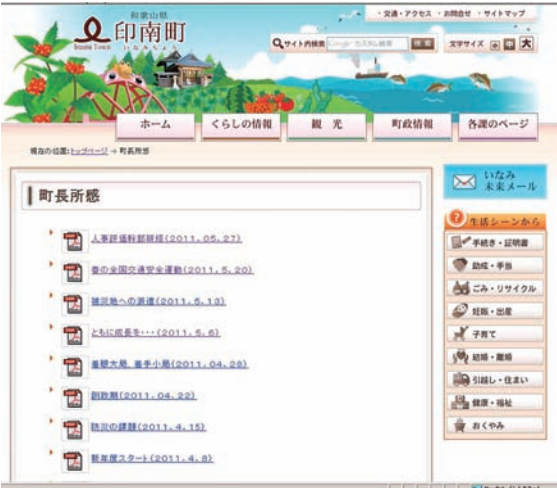 ・交通・アクセス ・お問合せ ・サイトマップ
和歌山県
印南町
Inami Town いなみちょう
サイト内検索 検索 文字サイズ 小 中 大
ホーム くらしの情報 観 光 町政情報 各課のページ
現在の位置:トップページ → 町長所感
町長所感
人事評価幹部研修(2011.05.27)
春の全国交通安全運動(2011.5.20)
被災地への派遣(2011.5.13)
ともに成長を・・・(2011.5.6)
着眼大局、着手小局(2011.04.28)
創政期(2011.04.22)
防災の課題(2011.4.15)
新年度スタート(2011.4.8)
いなみ
未来メール
生活シーンから
手続き・証明書
助成・手当
ごみ・リサイクル
妊娠・出産
子育て
結婚・離婚
引越し・住まい
健康・福祉
おくやみ